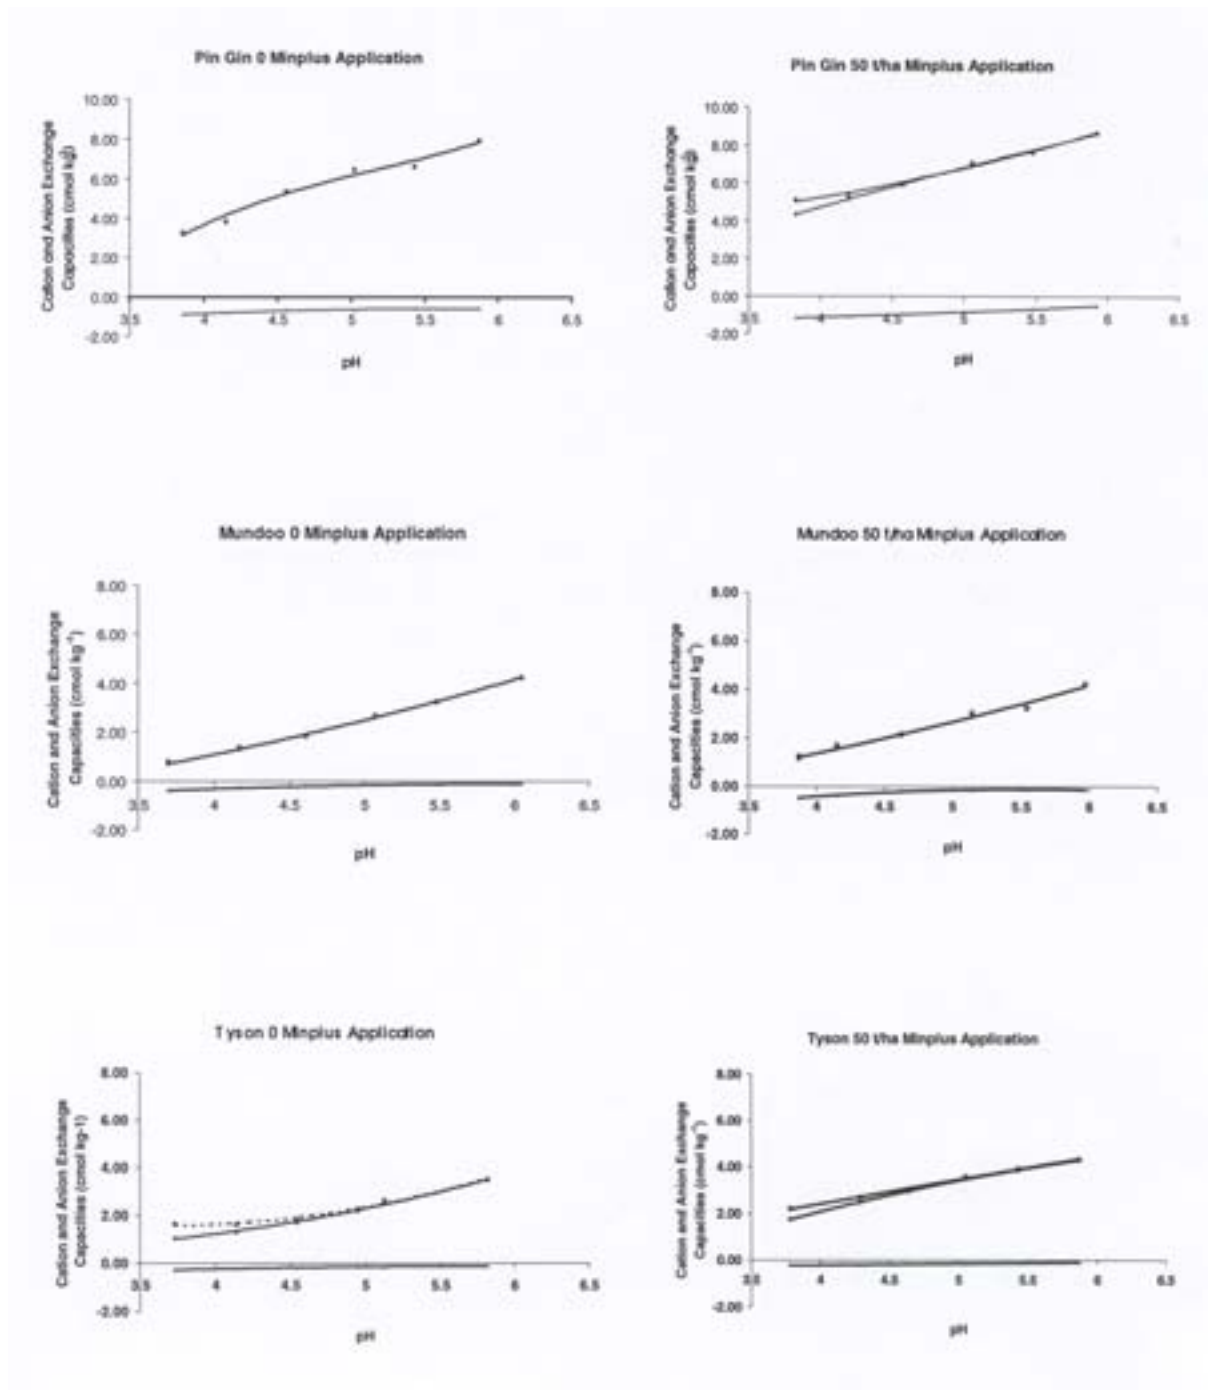 Pin Gin 0 Minplus Application
Cation and Anion Exchange
Capacities (cmol kg
10.00
8.00
6.00
4.00
2.00
0.00
-2.00
3.5 4 4.5 5 5.5 6 6.5
pH
Pin Gin 50 t/ha Minplus Application
Cation and Anion Exchange
Capacities (cmol kg
10.00
8.00
6.00
4.00
2.00
0.00
-2.00
3.5 4 4.5 5 5.5 6 6.5
pH
Mundoo 0 Minplus Application
Cation and Anion Exchange
Capacities (cmol kg⁻¹)
8.00
6.00
4.00
2.00
0.00
-2.00
3.5 4 4.5 5 5.5 6 6.5
pH
Mundoo 50 t/ha Minplus Application
Cation and Anion Exchange
Capacities (cmol kg⁻¹)
8.00
6.00
4.00
2.00
0.00
-2.00
3.5 4 4.5 5 5.5 6 6.5
pH
Tyson 0 Minplus Application
Cation and Anion Exchange
Capacities (cmol kg-1)
8.00
6.00
4.00
2.00
0.00
-2.00
3.5 4 4.5 5 5.5 6 6.5
pH
Tyson 50 t/ha Minplus Application
Cation and Anion Exchange
Capacities (cmol kg⁻¹)
8.00
6.00
4.00
2.00
0.00
-2.00
3.5 4 4.5 5 5.5 6 6.5
pH